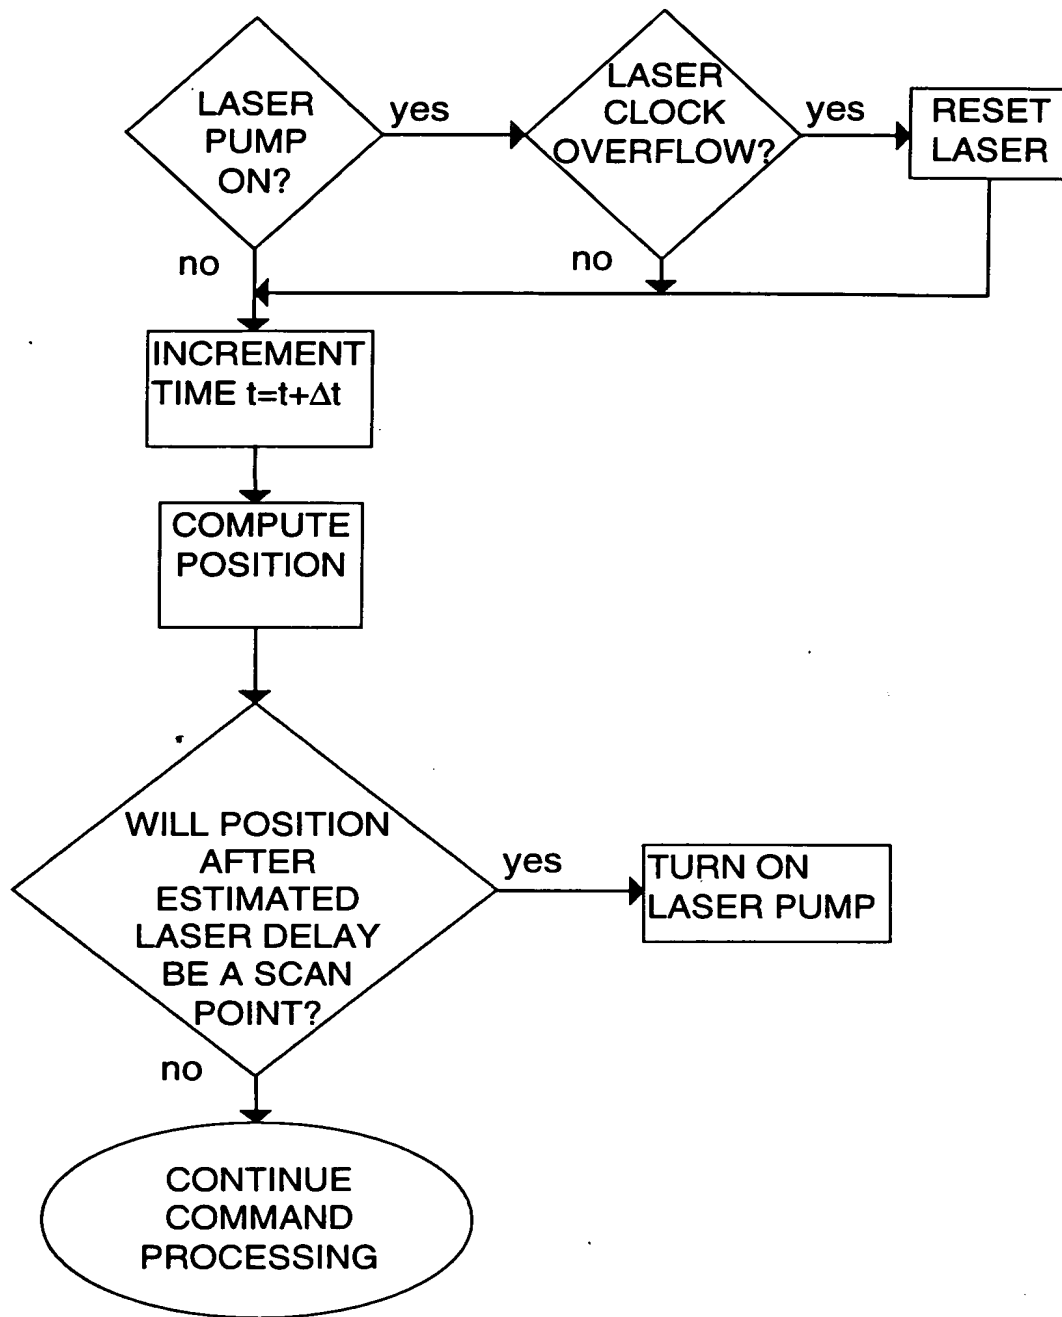 LASER
PUMP
ON?
yes
LASER
CLOCK
OVERFLOW?
yes
RESET
LASER
no
no
INCREMENT
TIME t=t+Δt
COMPUTE
POSITION
WILL POSITION
AFTER
ESTIMATED
LASER DELAY
BE A SCAN
POINT?
yes
TURN ON
LASER PUMP
no
CONTINUE
COMMAND
PROCESSING